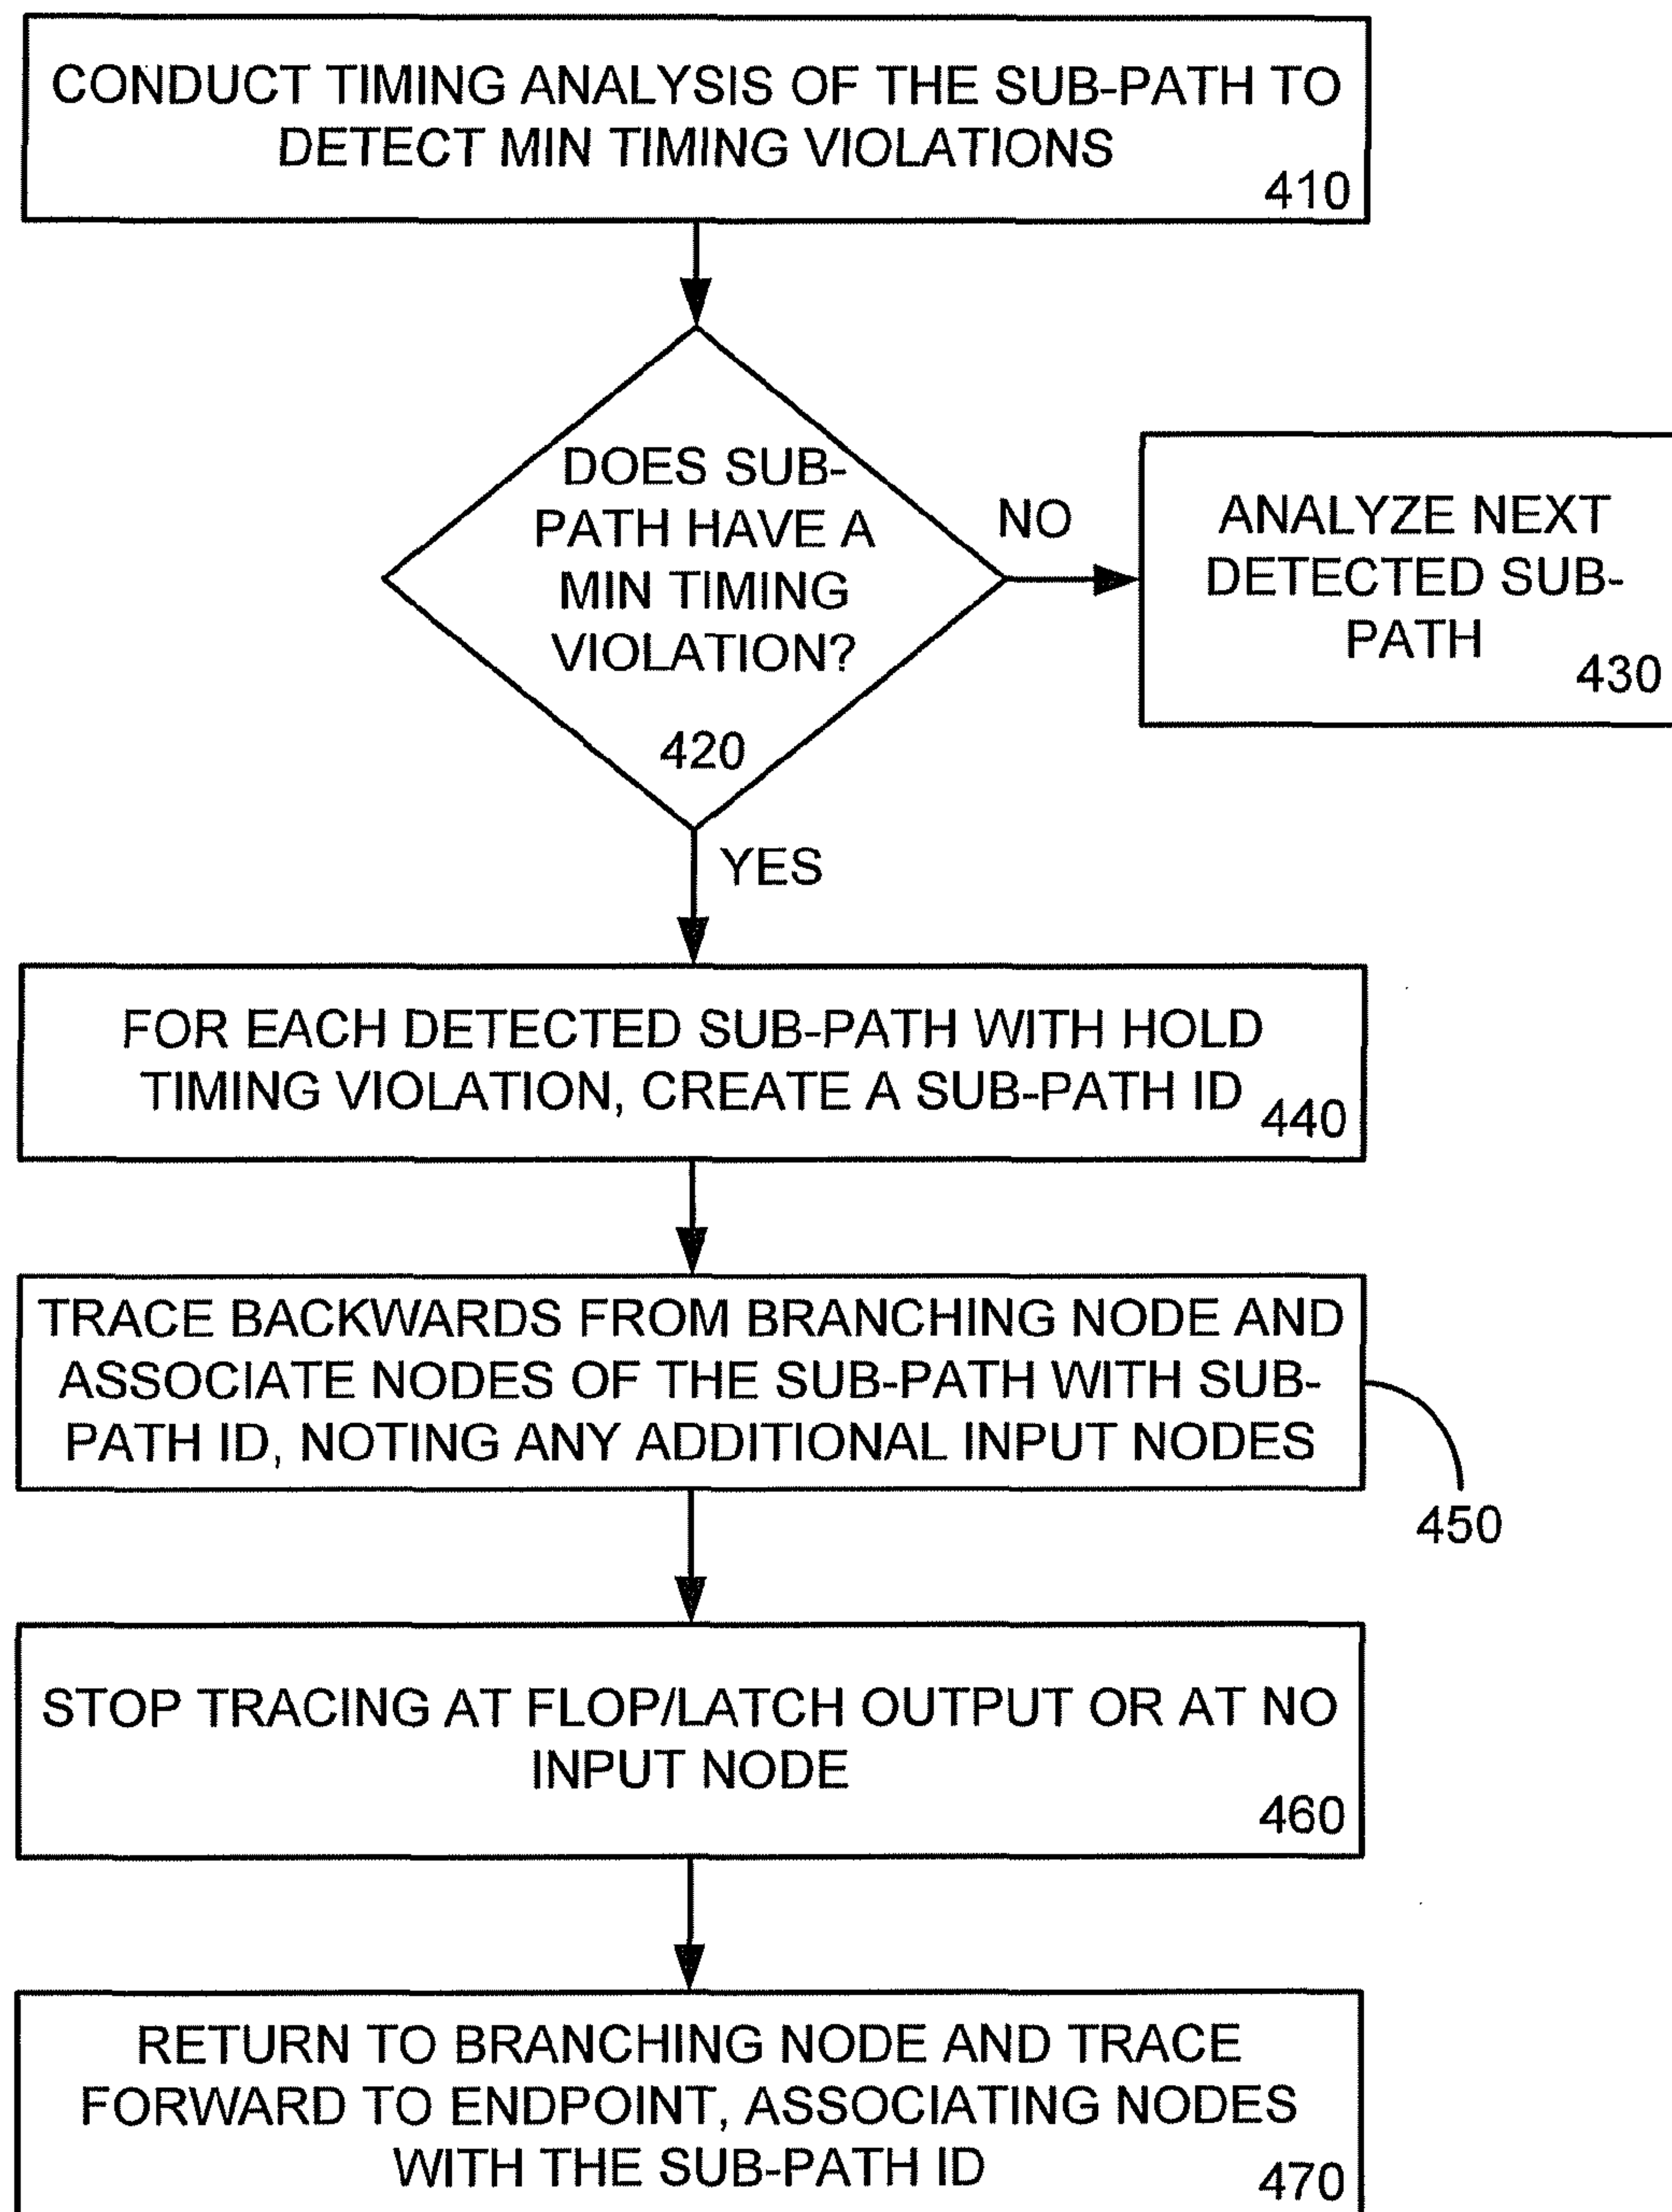 CONDUCT TIMING ANALYSIS OF THE SUB-PATH TO
DETECT MIN TIMING VIOLATIONS
410
DOES SUB-
PATH HAVE A
MIN TIMING
VIOLATION?
420
NO
ANALYZE NEXT
DETECTED SUB-
PATH
430
YES
FOR EACH DETECTED SUB-PATH WITH HOLD
TIMING VIOLATION, CREATE A SUB-PATH ID
440
TRACE BACKWARDS FROM BRANCHING NODE AND
ASSOCIATE NODES OF THE SUB-PATH WITH SUB-
PATH ID, NOTING ANY ADDITIONAL INPUT NODES
450
STOP TRACING AT FLOP/LATCH OUTPUT OR AT NO
INPUT NODE
460
RETURN TO BRANCHING NODE AND TRACE
FORWARD TO ENDPOINT, ASSOCIATING NODES
WITH THE SUB-PATH ID
470